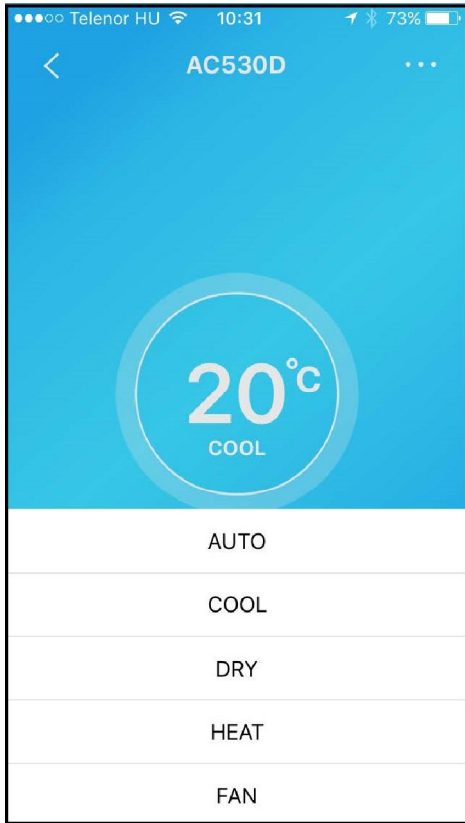 Telenor HU 10:31 73%
AC530D
20°C
COOL
AUTO
COOL
DRY
HEAT
FAN